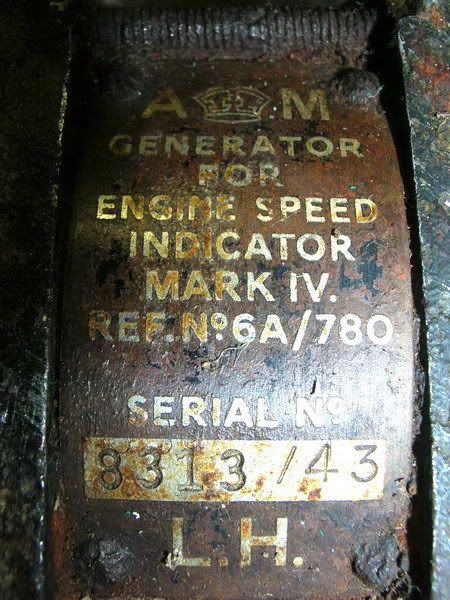 A M
GENERATOR
FOR
ENGINE SPEED
INDICATOR
MARK IV.
REF. Nº 6A/780
SERIAL Nº
8313/43
L.H.